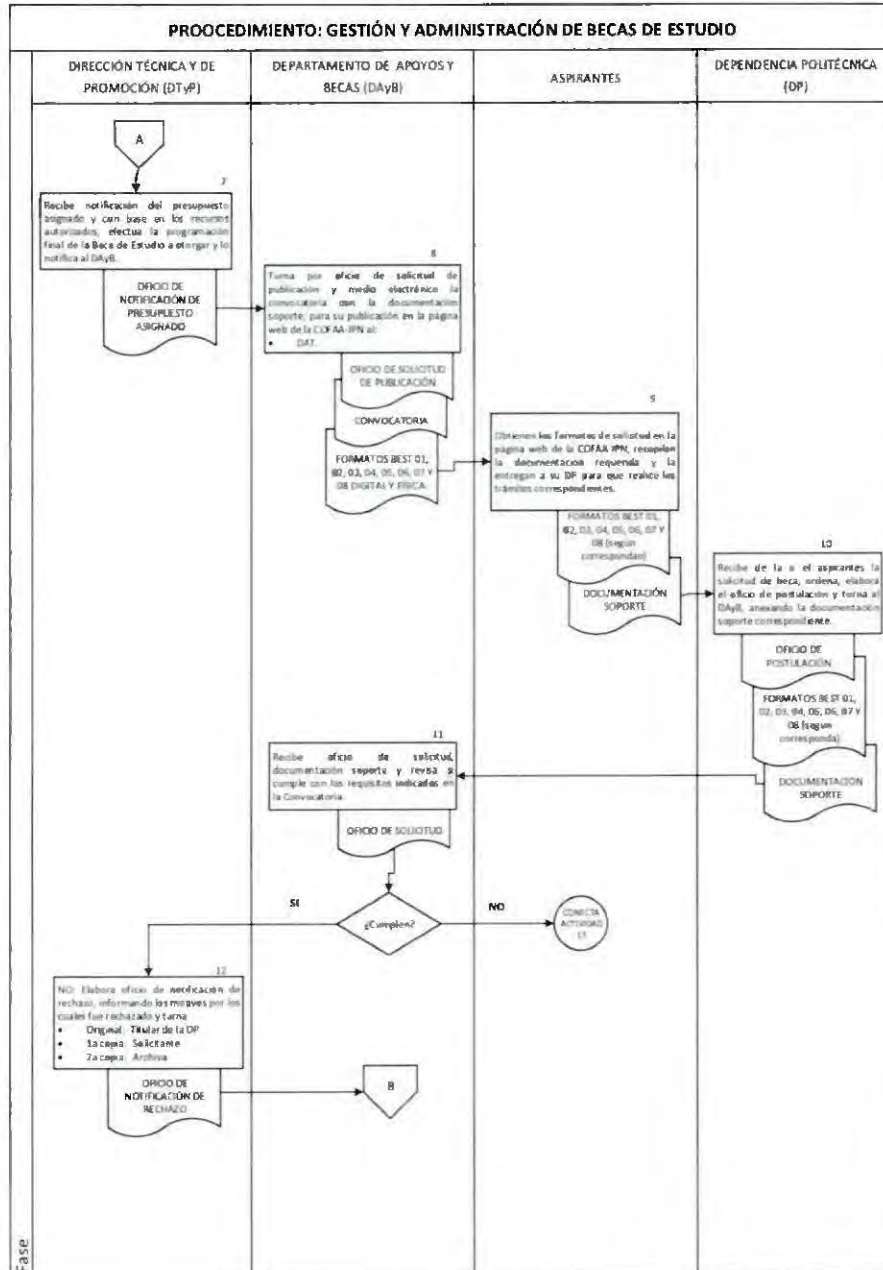 PROOCEDIMIENTO: GESTIÓN Y ADMINISTRACIÓN DE BECAS DE ESTUDIO
DIRECCIÓN TÉCNICA Y DE
PROMOCIÓN (DTyP)
DEPARTAMENTO DE APOYOS Y
BECAS (DAyB)
ASPIRANTES
DEPENDENCIA POLITÉCNICA
(DP)
A
7
Recibe notificación del presupuesto
asignado y con base en los recursos
autorizados, efectua la programación
final de la Beca de Estudio a otorgar y lo
notifica al DAyB.
OFICIO DE
NOTIFICACIÓN DE
PRESUPUESTO
ASIGNADO
8
Turna por oficio de solicitud de
publicación y medio electrónico la
convocatoria con la documentación
soporte, para su publicación en la página
web de la COFAA-IPN al:
• DAT.
OFICIO DE SOLICITUD
DE PUBLICACIÓN
CONVOCATORIA
FORMATOS BEST 01,
02, 03, 04, 05, 06, 07 Y
08 DIGITAL Y FÍSICA
9
Obtienen los formatos de solicitud en la
página web de la COFAA IPN, recopilan
la documentación requerida y la
entregan a su DP para que realice los
trámites correspondientes.
FORMATOS BEST 01,
02, 03, 04, 05, 06, 07 Y
08 (según
correspondan)
DOCUMENTACIÓN
SOPORTE
10
Recibe de la o el aspirantes la
solicitud de beca, ordena, elabora
el oficio de postulación y turna al
DAyB, anexando la documentación
soporte correspondiente.
OFICIO DE
POSTULACIÓN
FORMATOS BEST 01,
02, 03, 04, 05, 06, 07 Y
08 (según
corresponda)
DOCUMENTACIÓN
SOPORTE
11
Recibe oficio de solicitud,
documentación soporte y revisa si
cumple con los requisitos indicados en
la Convocatoria.
OFICIO DE SOLICITUD
¿Cumplen?
SI
NO
CONECTA
ACTIVIDAD
12
NO: Elabora oficio de notificación de
rechazo, informando los motivos por los
cuales fue rechazado y turna
• Original: Titular de la DP
• 1a copia: Solicitante
• 2a copia: Archivo
OFICIO DE
NOTIFICACIÓN DE
RECHAZO
B
Fase